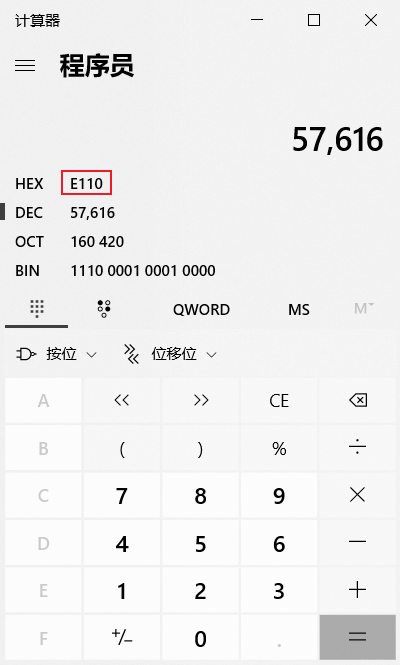 计算器
程序员
57,616
HEX E110
DEC 57,616
OCT 160 420
BIN 1110 0001 0001 0000
QWORD MS M
按位 位移位
A << >> CE
B ( ) % ÷
C 7 8 9 ×
D 4 5 6 −
E 1 2 3 +
F +/− 0 . =